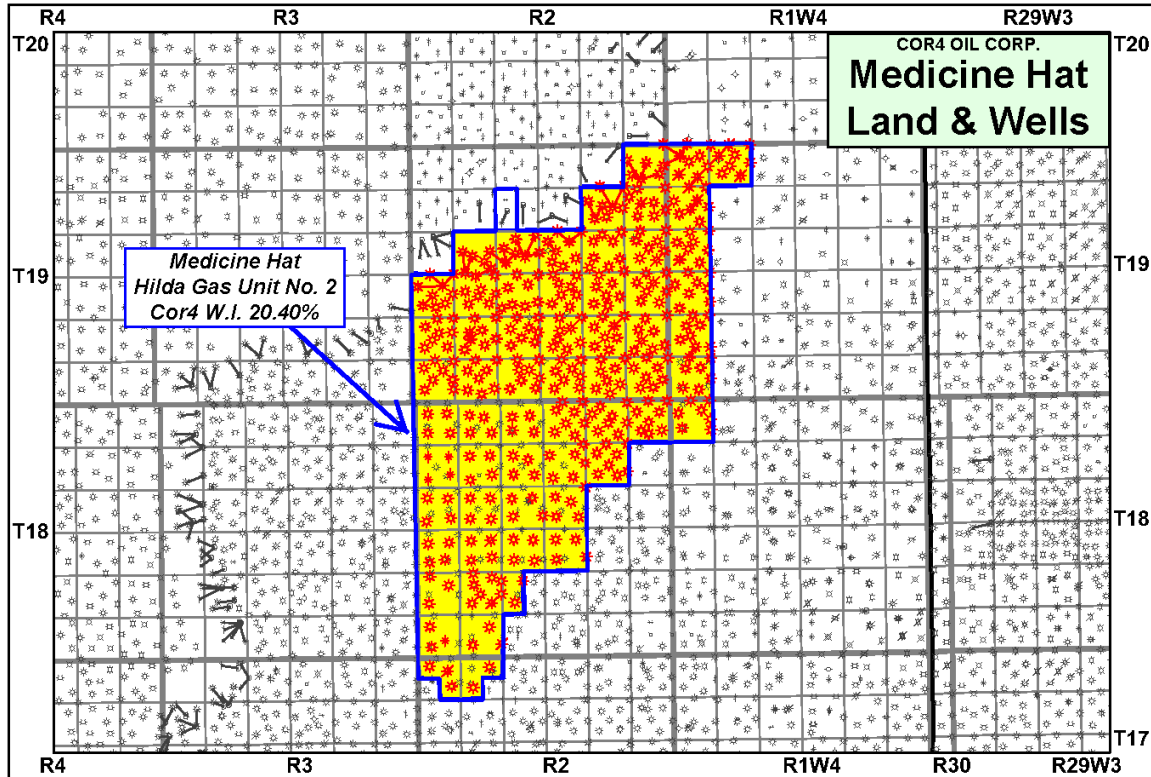 R4 R3 R2 R1W4 R29W3
T20 T20
COR4 OIL CORP.
Medicine Hat
Land & Wells
Medicine Hat
Hilda Gas Unit No. 2
Cor4 W.I. 20.40%
T19 T19
T18 T18
T17
R4 R3 R2 R1W4 R30 R29W3